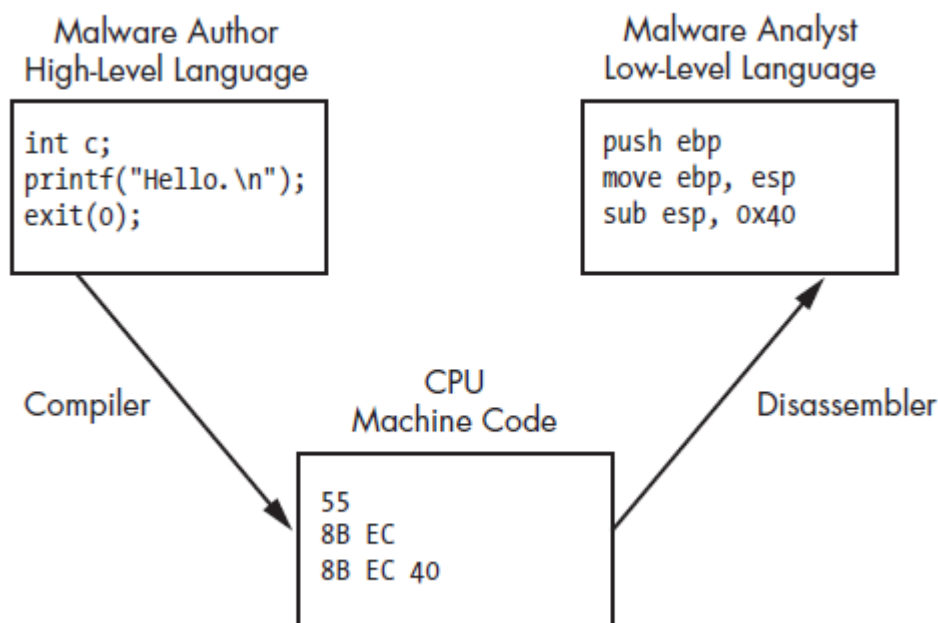 Malware Author
High-Level Language
int c;
printf("Hello.\n");
exit(0);
Malware Analyst
Low-Level Language
push ebp
move ebp, esp
sub esp, 0x40
Compiler
CPU
Machine Code
Disassembler
55
8B EC
8B EC 40